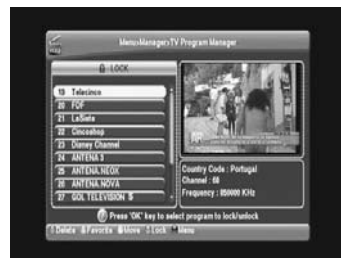 Menu>Manager>TV Program Manager
LOCK
19 Telecinco
20 FDF
21 LaSiete
22 Cincoshop
23 Disney Channel
24 ANTENA 3
25 ANTENA.NEOX
26 ANTENA.NOVA
27 GOL TELEVISION $
Country Code : Portugal
Channel : 68
Frequency : 850000 KHz
Press 'OK' key to select program to lock/unlock
Delete Favorite Move Lock Menu